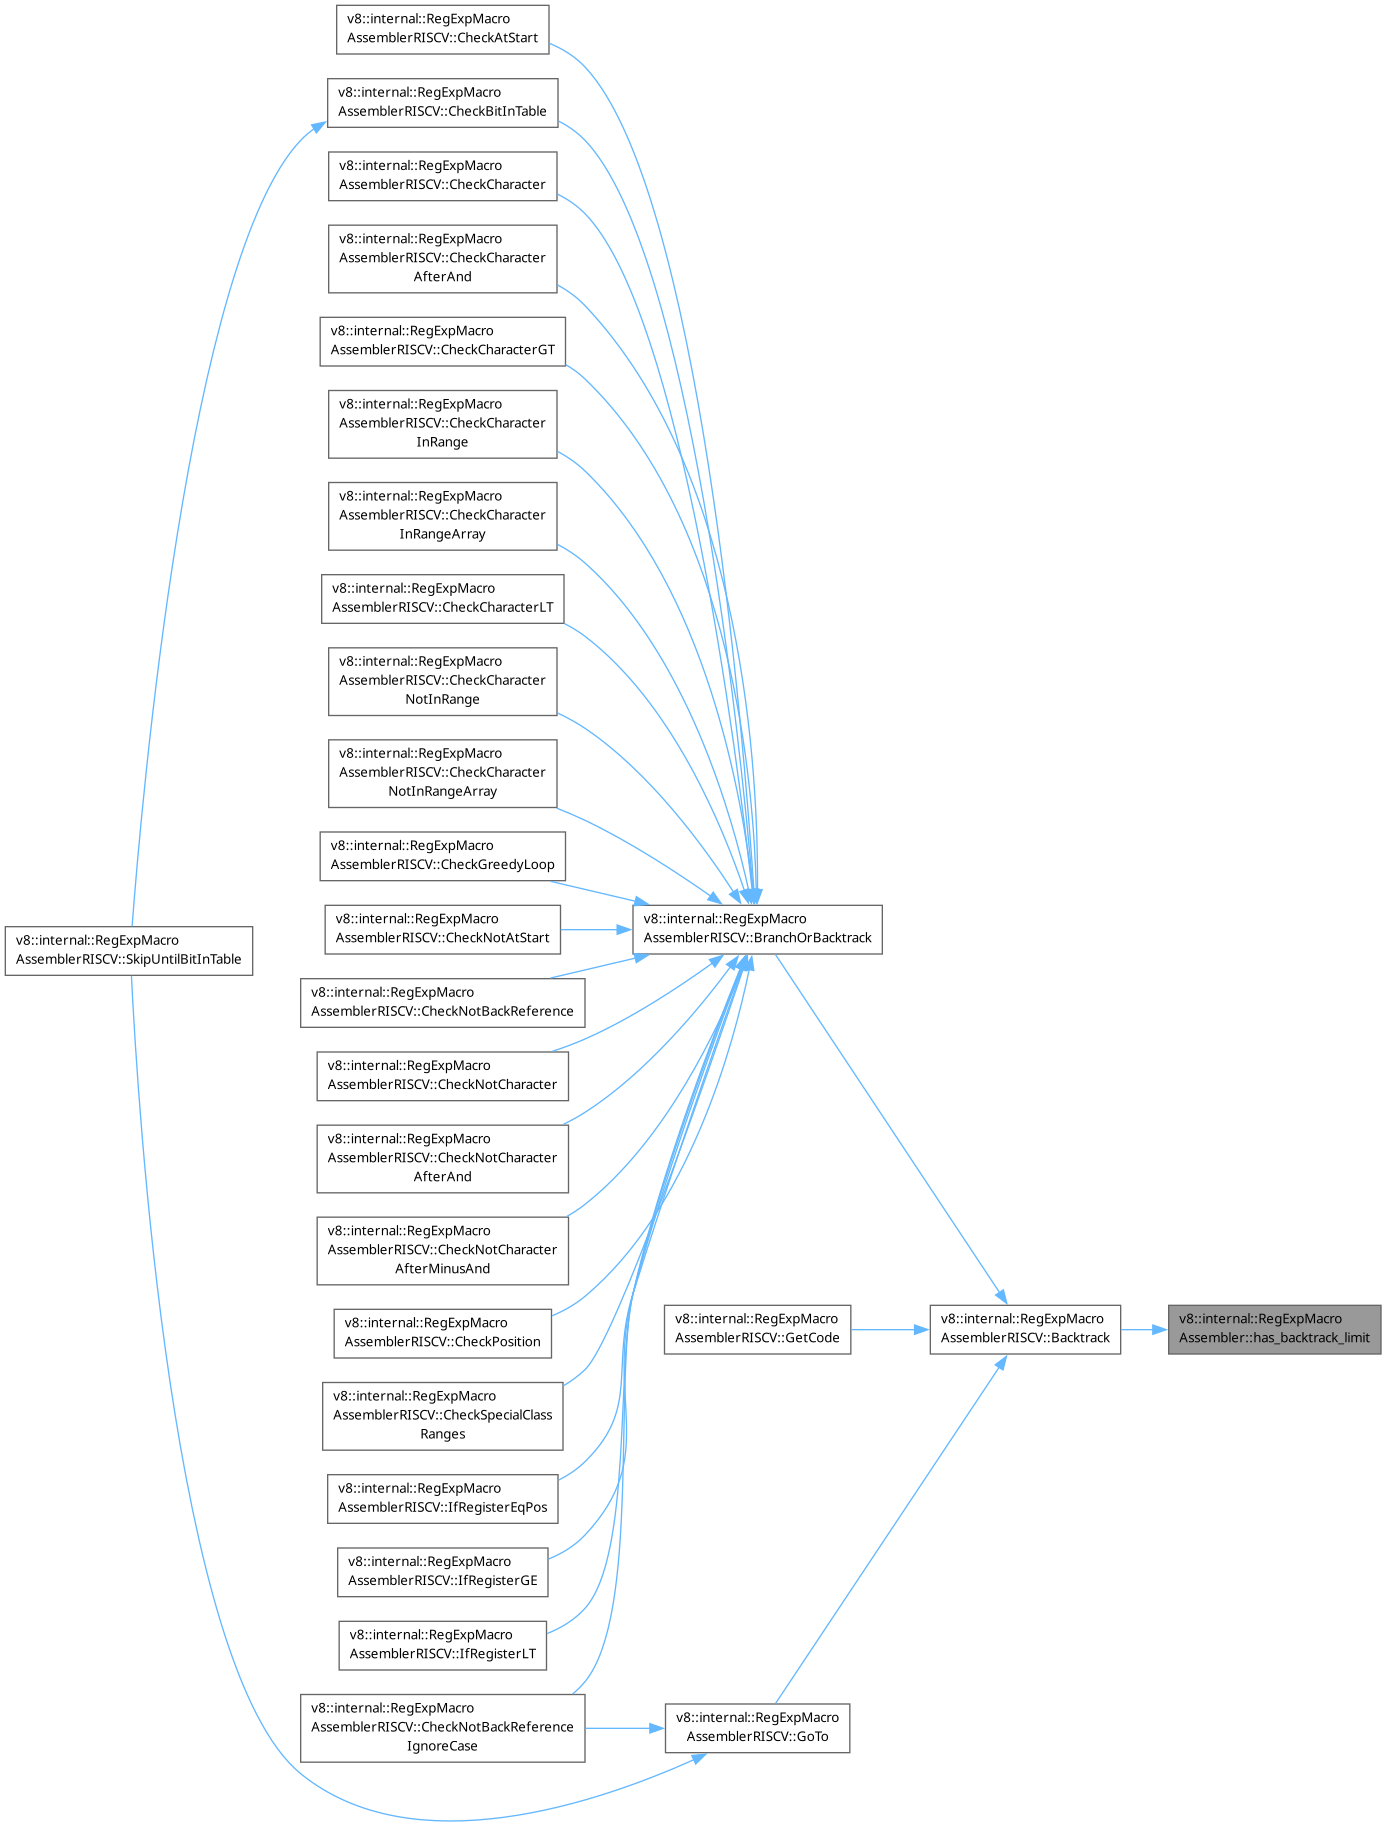 v8::internal::RegExpMacro
AssemblerRISCV::CheckAtStart
v8::internal::RegExpMacro
AssemblerRISCV::CheckBitInTable
v8::internal::RegExpMacro
AssemblerRISCV::CheckCharacter
v8::internal::RegExpMacro
AssemblerRISCV::CheckCharacter
AfterAnd
v8::internal::RegExpMacro
AssemblerRISCV::CheckCharacterGT
v8::internal::RegExpMacro
AssemblerRISCV::CheckCharacter
InRange
v8::internal::RegExpMacro
AssemblerRISCV::CheckCharacter
InRangeArray
v8::internal::RegExpMacro
AssemblerRISCV::CheckCharacterLT
v8::internal::RegExpMacro
AssemblerRISCV::CheckCharacter
NotInRange
v8::internal::RegExpMacro
AssemblerRISCV::CheckCharacter
NotInRangeArray
v8::internal::RegExpMacro
AssemblerRISCV::CheckGreedyLoop
v8::internal::RegExpMacro
AssemblerRISCV::CheckNotAtStart
v8::internal::RegExpMacro
AssemblerRISCV::BranchOrBacktrack
v8::internal::RegExpMacro
AssemblerRISCV::SkipUntilBitInTable
v8::internal::RegExpMacro
AssemblerRISCV::CheckNotBackReference
v8::internal::RegExpMacro
AssemblerRISCV::CheckNotCharacter
v8::internal::RegExpMacro
AssemblerRISCV::CheckNotCharacter
AfterAnd
v8::internal::RegExpMacro
AssemblerRISCV::CheckNotCharacter
AfterMinusAnd
v8::internal::RegExpMacro
AssemblerRISCV::CheckPosition
v8::internal::RegExpMacro
AssemblerRISCV::GetCode
v8::internal::RegExpMacro
AssemblerRISCV::Backtrack
v8::internal::RegExpMacro
Assembler::has_backtrack_limit
v8::internal::RegExpMacro
AssemblerRISCV::CheckSpecialClass
Ranges
v8::internal::RegExpMacro
AssemblerRISCV::IfRegisterEqPos
v8::internal::RegExpMacro
AssemblerRISCV::IfRegisterGE
v8::internal::RegExpMacro
AssemblerRISCV::IfRegisterLT
v8::internal::RegExpMacro
AssemblerRISCV::CheckNotBackReference
IgnoreCase
v8::internal::RegExpMacro
AssemblerRISCV::GoTo